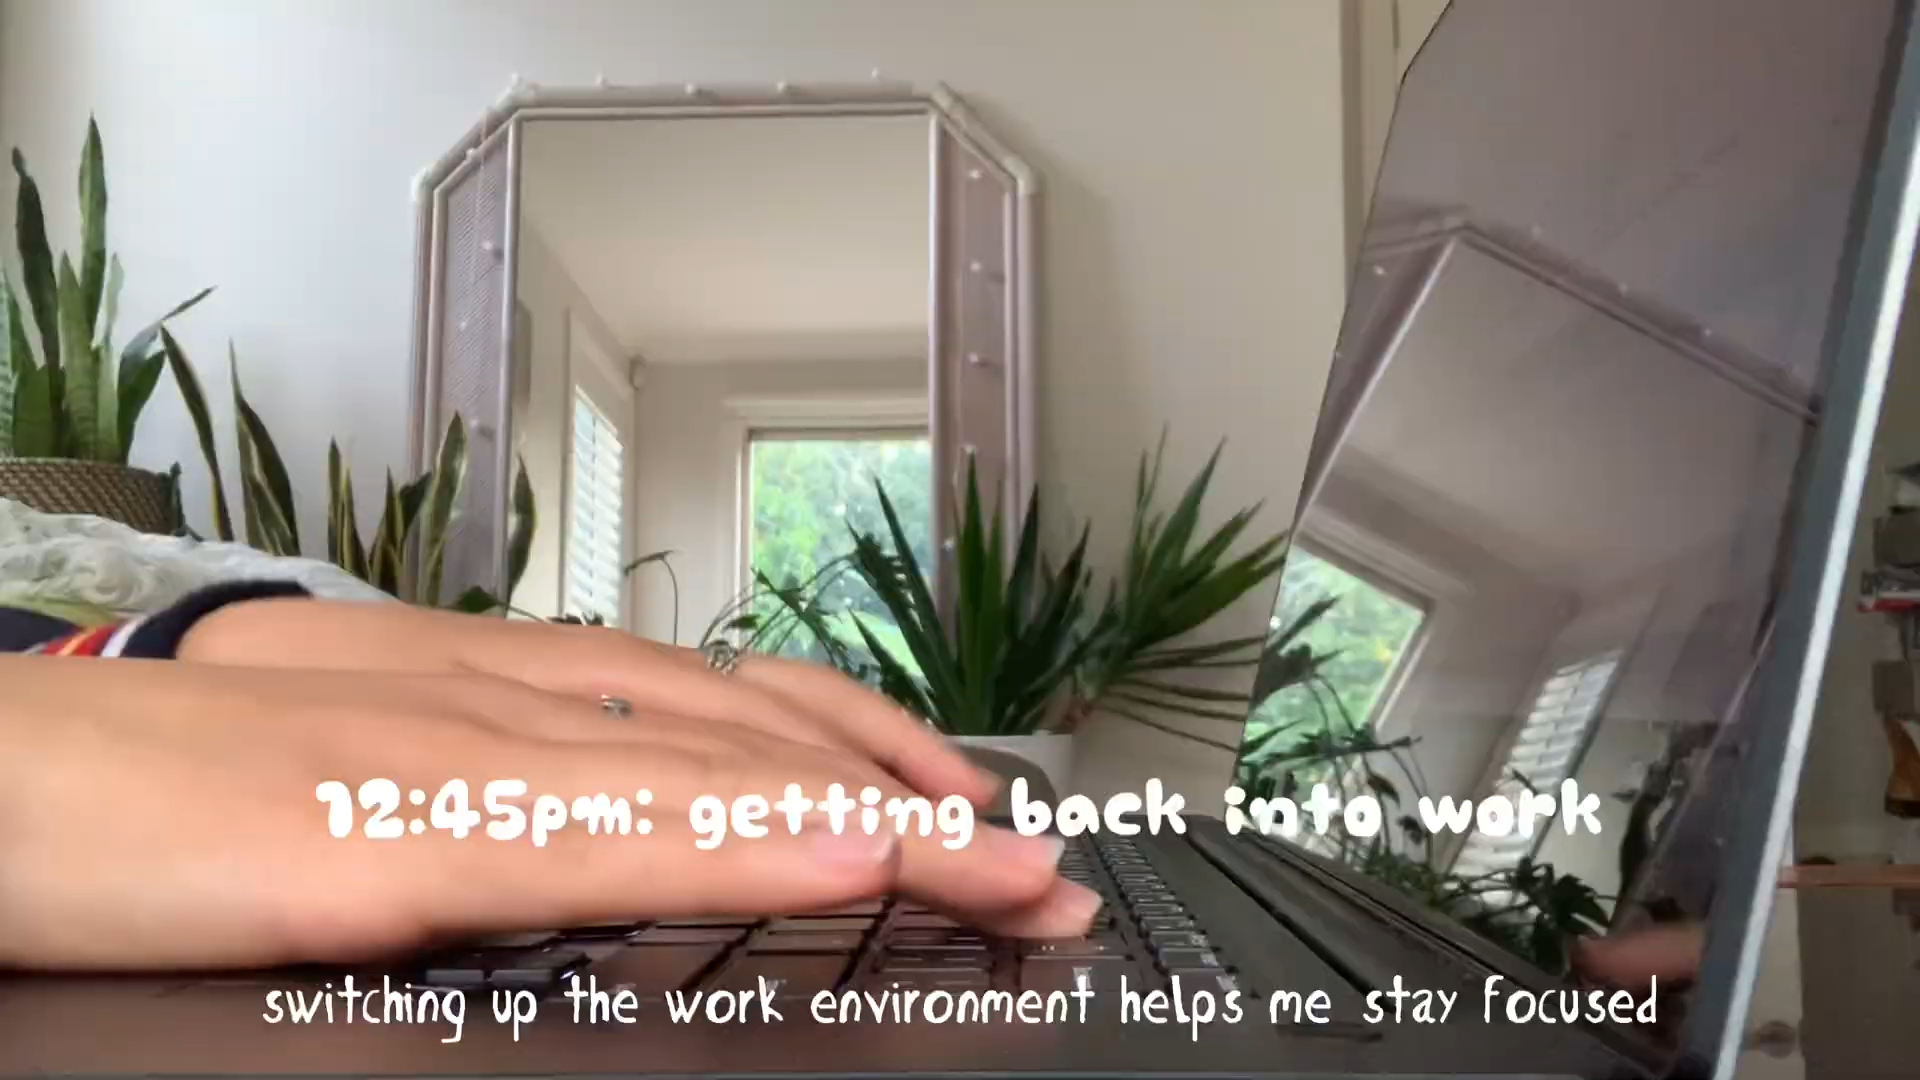 12:45pm: getting back into work
switching up the work environment helps me stay focused